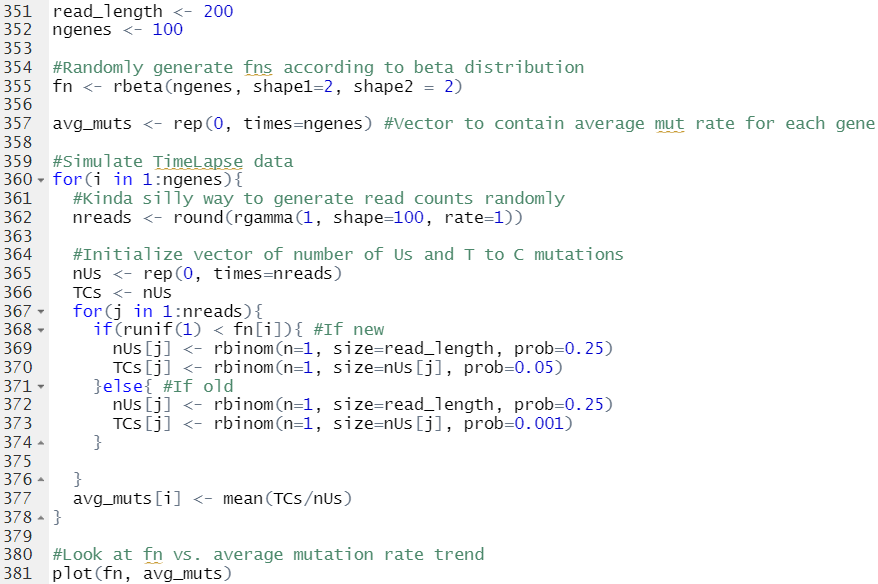 351 read_length <- 200
352 ngenes <- 100
353
354 #Randomly generate fns according to beta distribution
355 fn <- rbeta(ngenes, shape1=2, shape2 = 2)
356
357 avg_muts <- rep(0, times=ngenes) #Vector to contain average mut rate for each gene
358
359 #Simulate TimeLapse data
360 for(i in 1:ngenes){
361   #Kinda silly way to generate read counts randomly
362   nreads <- round(rgamma(1, shape=100, rate=1))
363
364   #Initialize vector of number of Us and T to C mutations
365   nUs <- rep(0, times=nreads)
366   TCs <- nUs
367   for(j in 1:nreads){
368     if(runif(1) < fn[i]){ #If new
369       nUs[j] <- rbinom(n=1, size=read_length, prob=0.25)
370       TCs[j] <- rbinom(n=1, size=nUs[j], prob=0.05)
371     }else{ #If old
372       nUs[j] <- rbinom(n=1, size=read_length, prob=0.25)
373       TCs[j] <- rbinom(n=1, size=nUs[j], prob=0.001)
374     }
375
376   }
377   avg_muts[i] <- mean(TCs/nUs)
378 }
379
380 #Look at fn vs. average mutation rate trend
381 plot(fn, avg_muts)